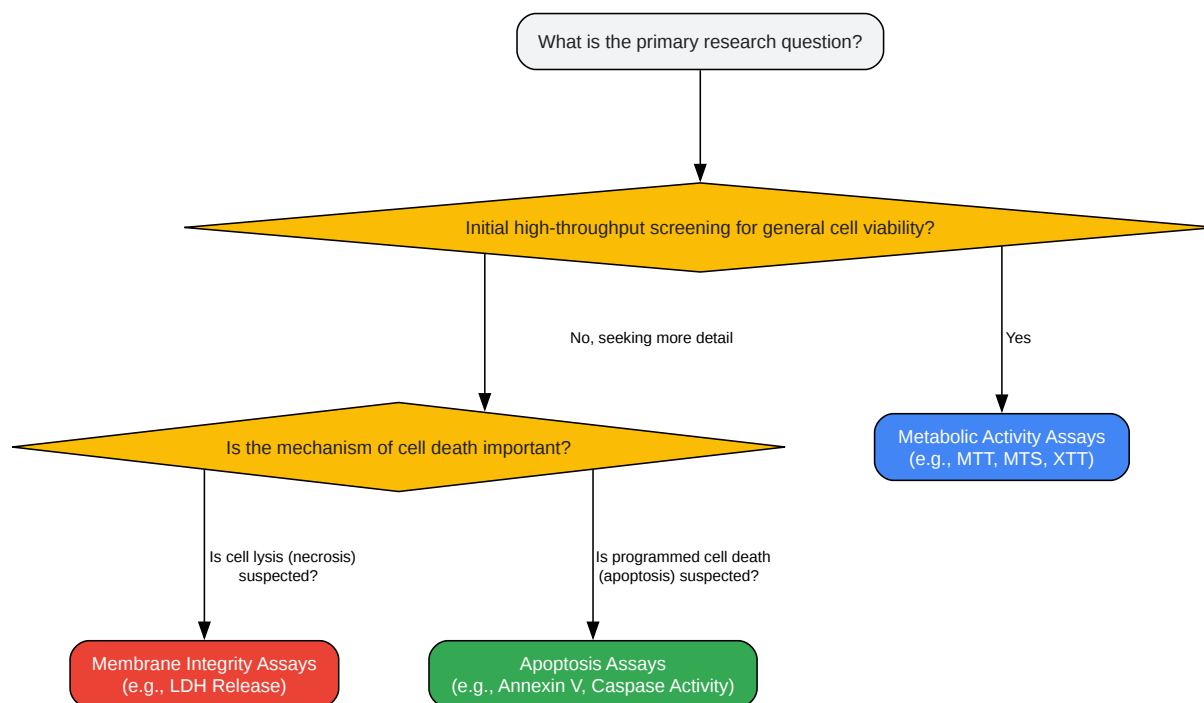 What is the primary research question?
Initial high-throughput screening for general cell viability?
No, seeking more detail
Yes
Is the mechanism of cell death important?
Metabolic Activity Assays
(e.g., MTT, MTS, XTT)
Is cell lysis (necrosis)
suspected?
Is programmed cell death
(apoptosis) suspected?
Membrane Integrity Assays
(e.g., LDH Release)
Apoptosis Assays
(e.g., Annexin V, Caspase Activity)